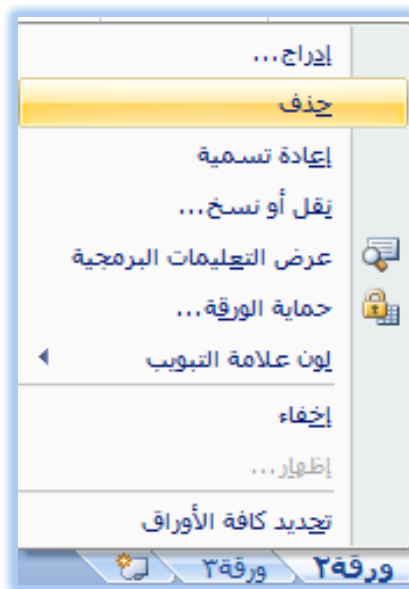 إدراج...
حذف
إعادة تسمية
نقل أو نسخ...
عرض التعليمات البرمجية
حماية الورقة...
لون علامة التبويب
إخفاء
إظهار...
تحديد كافة الأوراق
ورقة٢ ورقة٣